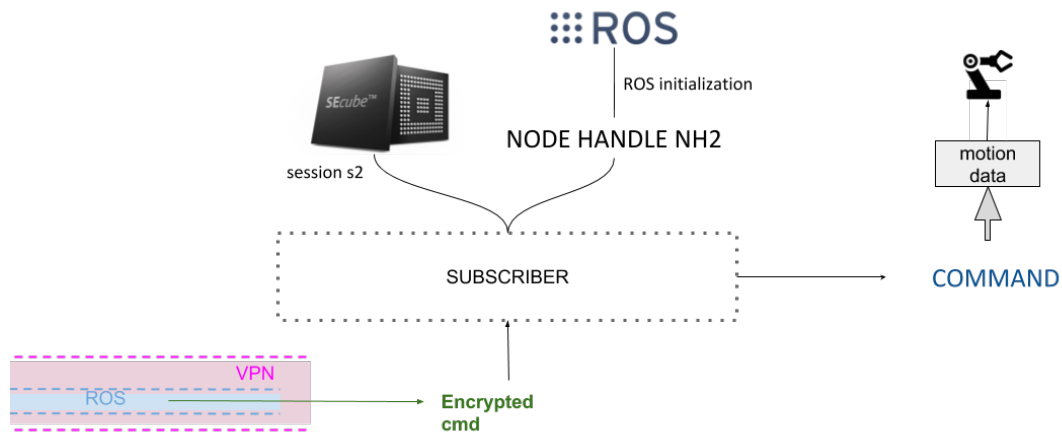 ROS
ROS initialization
SEcube™
session s2
NODE HANDLE NH2
motion
data
SUBSCRIBER
COMMAND
VPN
ROS
Encrypted
cmd